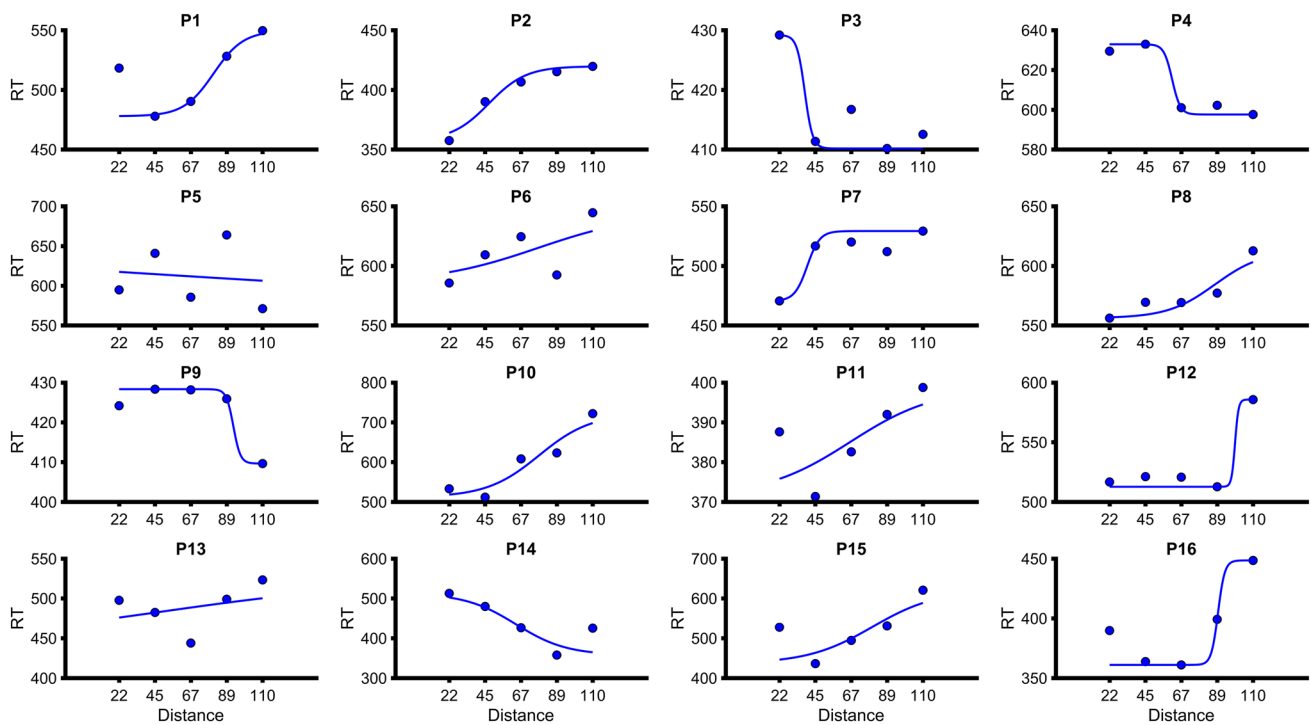 P1 P2 P3 P4
550 450 430 640
RT RT RT RT
620
500 400 420
600
450 350 410 580
22 45 67 89 110 22 45 67 89 110 22 45 67 89 110 22 45 67 89 110
P5 P6 P7 P8
700 650 550 650
650
RT 600 RT 600 RT 500 RT 600
550 550 450 550
22 45 67 89 110 22 45 67 89 110 22 45 67 89 110 22 45 67 89 110
P9 P10 P11 P12
430 800 400 600
420 700 390
RT RT RT RT 550
410 600 380
400 500 370 500
22 45 67 89 110 22 45 67 89 110 22 45 67 89 110 22 45 67 89 110
P13 P14 P15 P16
550 600 700 450
500 500 600
RT RT RT RT 400
450 400 500
400 300 400 350
22 45 67 89 110 22 45 67 89 110 22 45 67 89 110 22 45 67 89 110
Distance Distance Distance Distance